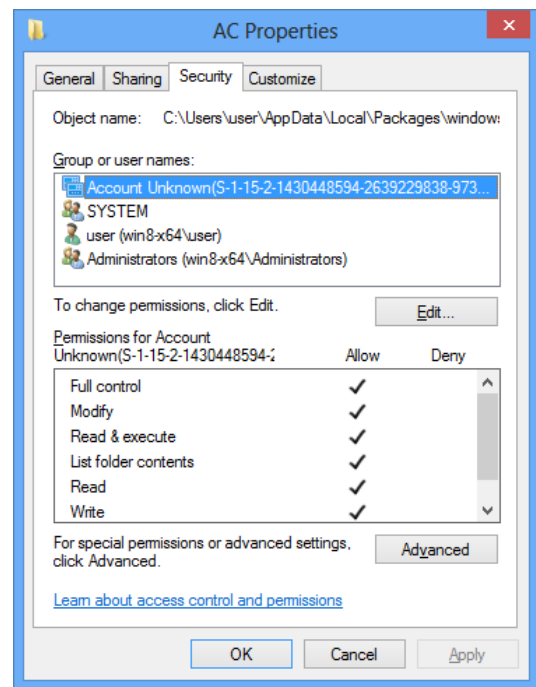 AC Properties
General Sharing Security Customize
Object name: C:\Users\user\AppData\Local\Packages\window
Group or user names:
Account Unknown(S-1-15-2-1430448594-2639229838-973...
SYSTEM
user (win8-x64\user)
Administrators (win8-x64\Administrators)
To change permissions, click Edit.
Edit...
Permissions for Account
Unknown(S-1-15-2-1430448594-2 Allow Deny
Full control
Modify
Read & execute
List folder contents
Read
Write
For special permissions or advanced settings,
click Advanced.
Advanced
Learn about access control and permissions
OK Cancel Apply